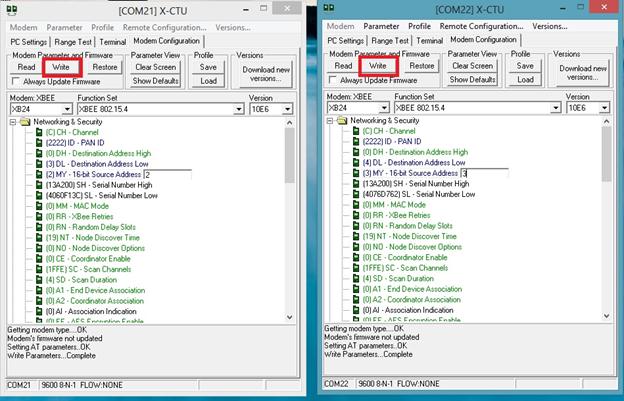 [COM21] X-CTU
Modem Parameter Profile Remote Configuration... Versions...
PC Settings Range Test Terminal Modem Configuration
Modem Parameter and Firmware Parameter View Profile Versions
Read Write Restore Clear Screen Save Download new versions...
Always Update Firmware Show Defaults Load
Modem: XBEE Function Set Version
XB24 XBEE 802.15.4 10E6
Networking & Security
(C) CH - Channel
(2222) ID - PAN ID
(0) DH - Destination Address High
(3) DL - Destination Address Low
(2) MY - 16-bit Source Address 2
(13A200) SH - Serial Number High
(4060F13C) SL - Serial Number Low
(0) MM - MAC Mode
(0) RR - XBee Retries
(0) RN - Random Delay Slots
(19) NT - Node Discover Time
(0) NO - Node Discover Options
(0) CE - Coordinator Enable
(1FFE) SC - Scan Channels
(4) SD - Scan Duration
(0) A1 - End Device Association
(0) A2 - Coordinator Association
(0) AI - Association Indication
(0) EE - AES Encryption Enable
Getting modem type....OK
Modem's firmware not updated
Setting AT parameters..OK
Write Parameters...Complete
COM21 9600 8-N-1 FLOW:NONE
[COM22] X-CTU
Modem Parameter Profile Remote Configuration... Versions...
PC Settings Range Test Terminal Modem Configuration
Modem Parameter and Firmware Parameter View Profile Versions
Read Write Restore Clear Screen Save Download new versions...
Always Update Firmware Show Defaults Load
Modem: XBEE Function Set Version
XB24 XBEE 802.15.4 10E6
Networking & Security
(C) CH - Channel
(2222) ID - PAN ID
(0) DH - Destination Address High
(4) DL - Destination Address Low
(3) MY - 16-bit Source Address 3
(13A200) SH - Serial Number High
(4076D762) SL - Serial Number Low
(0) MM - MAC Mode
(0) RR - XBee Retries
(0) RN - Random Delay Slots
(19) NT - Node Discover Time
(0) NO - Node Discover Options
(0) CE - Coordinator Enable
(1FFE) SC - Scan Channels
(4) SD - Scan Duration
(0) A1 - End Device Association
(0) A2 - Coordinator Association
(0) AI - Association Indication
(0) EE - AES Encryption Enable
Getting modem type....OK
Modem's firmware not updated
Setting AT parameters..OK
Write Parameters...Complete
COM22 9600 8-N-1 FLOW:NONE